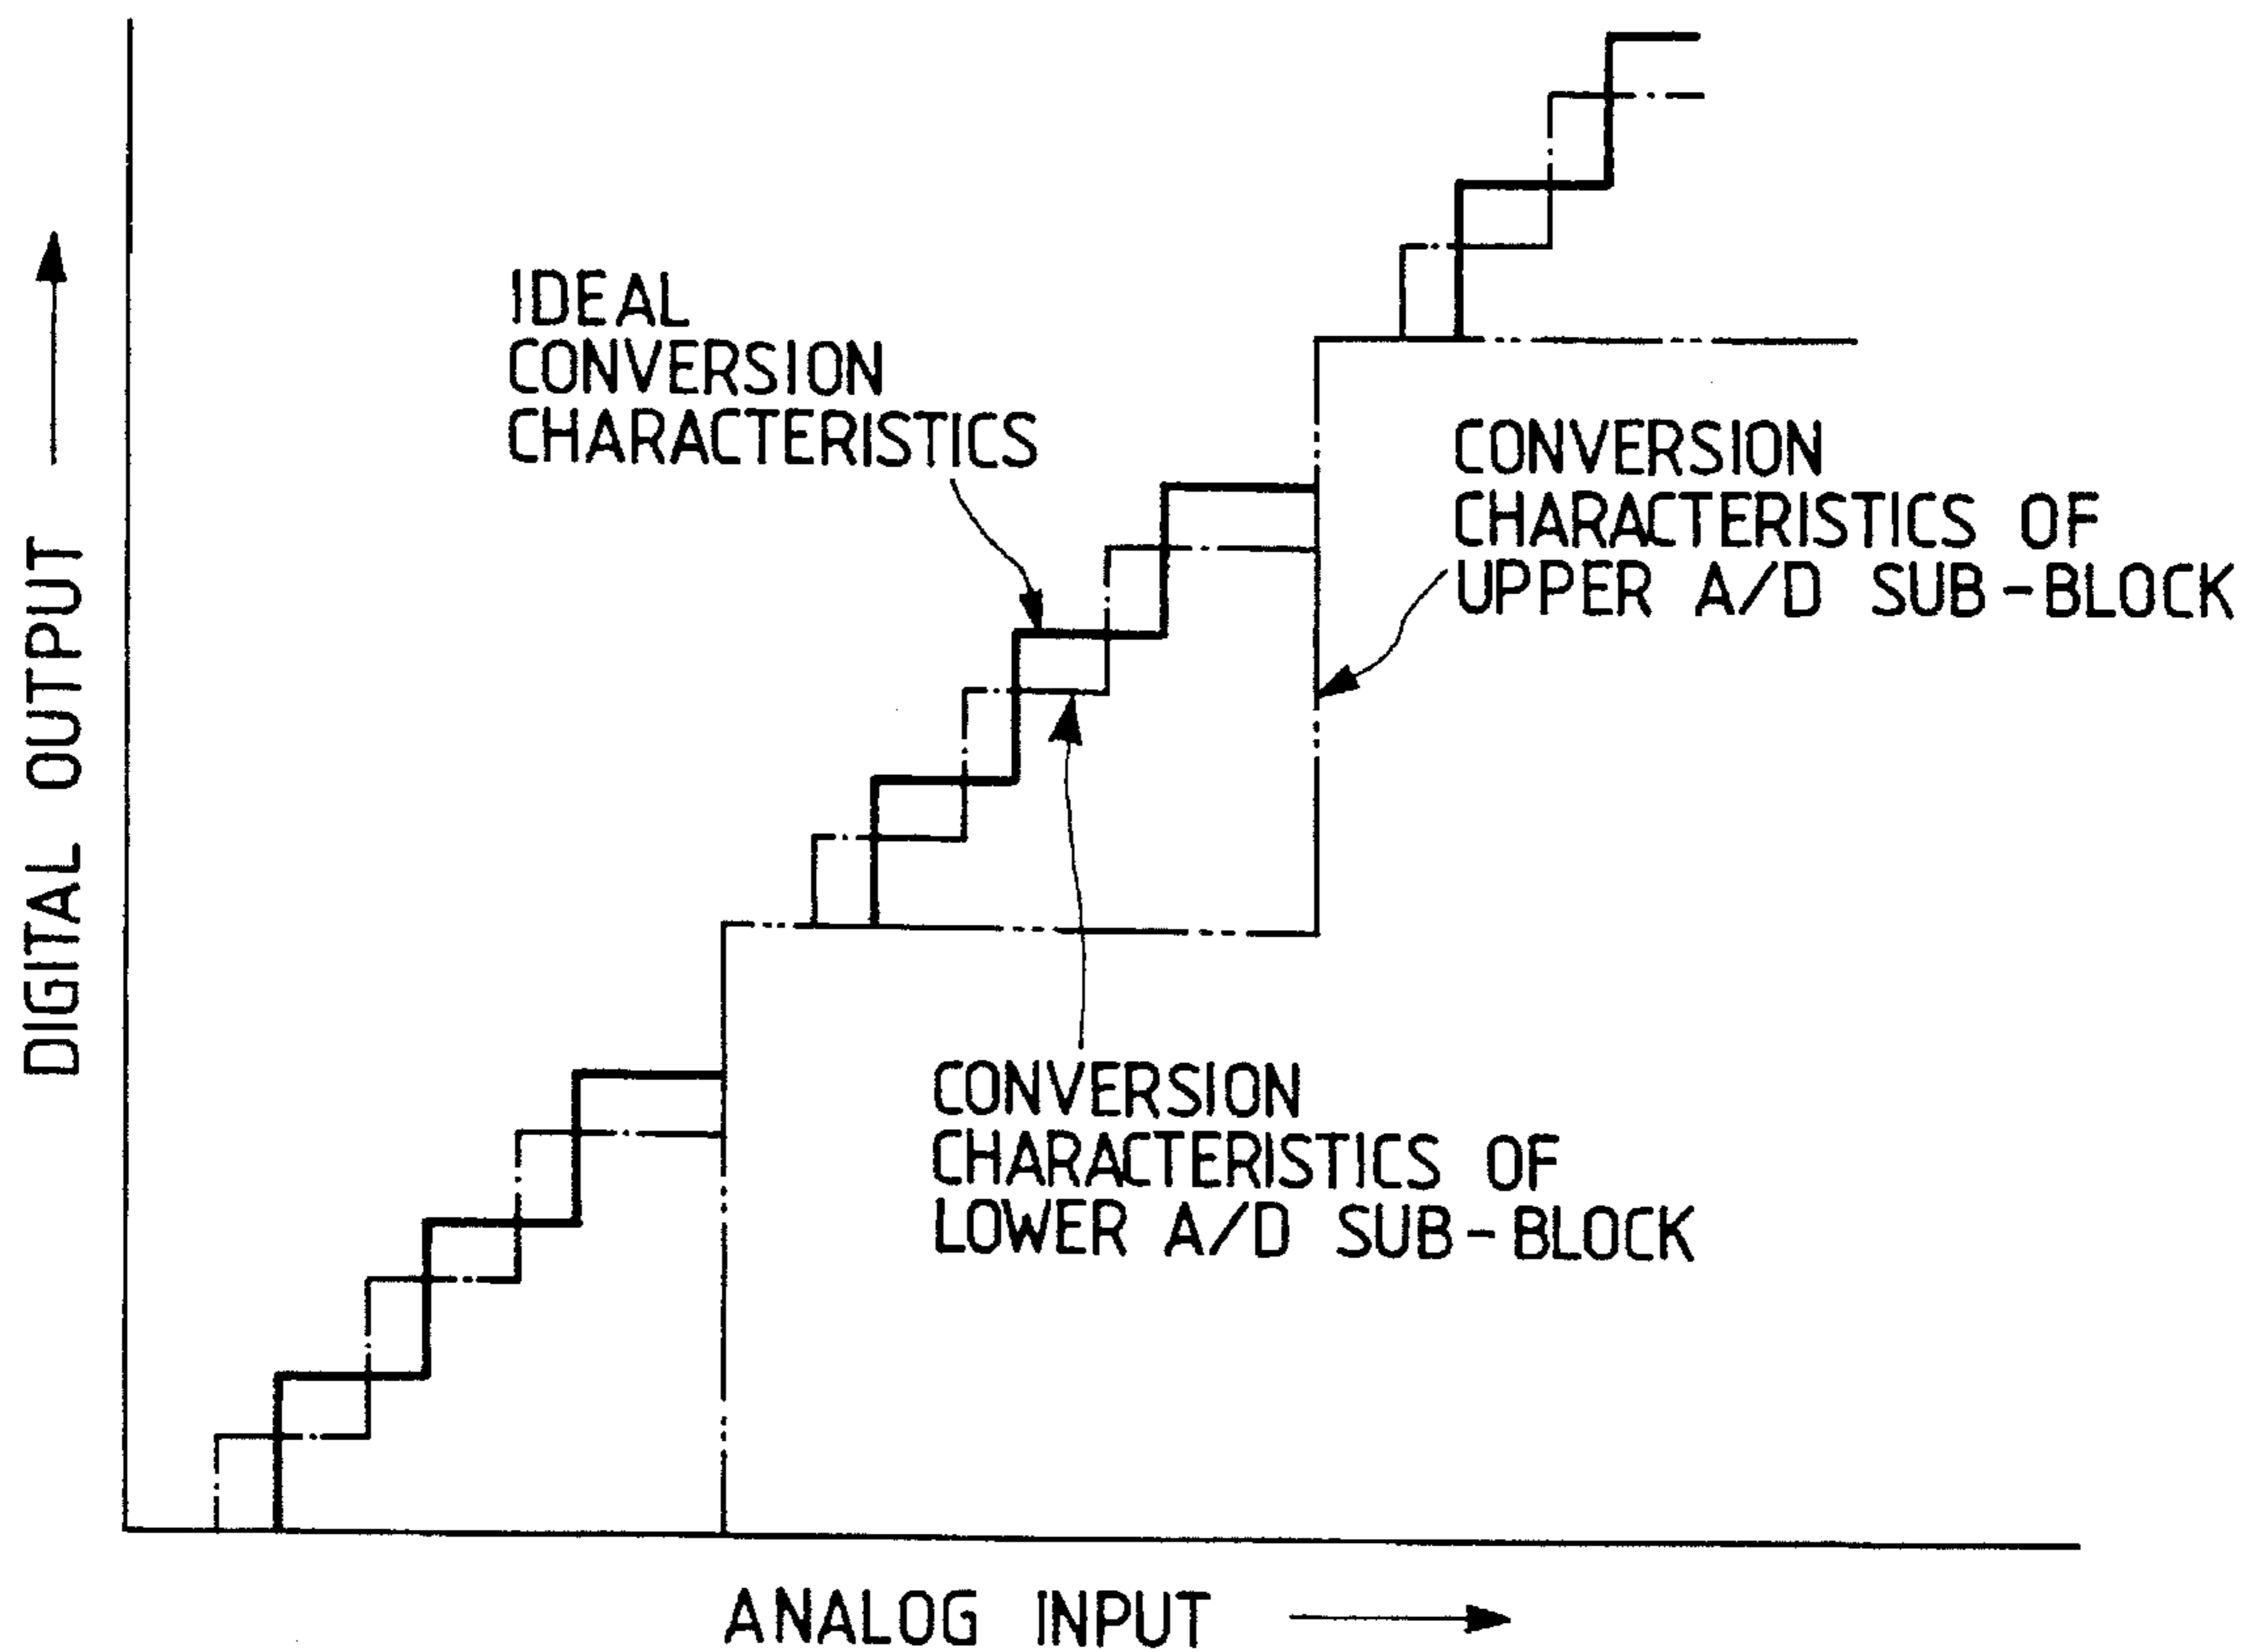 IDEAL
CONVERSION
CHARACTERISTICS
CONVERSION
CHARACTERISTICS OF
UPPER A/D SUB-BLOCK
DIGITAL OUTPUT
CONVERSION
CHARACTERISTICS OF
LOWER A/D SUB-BLOCK
ANALOG INPUT